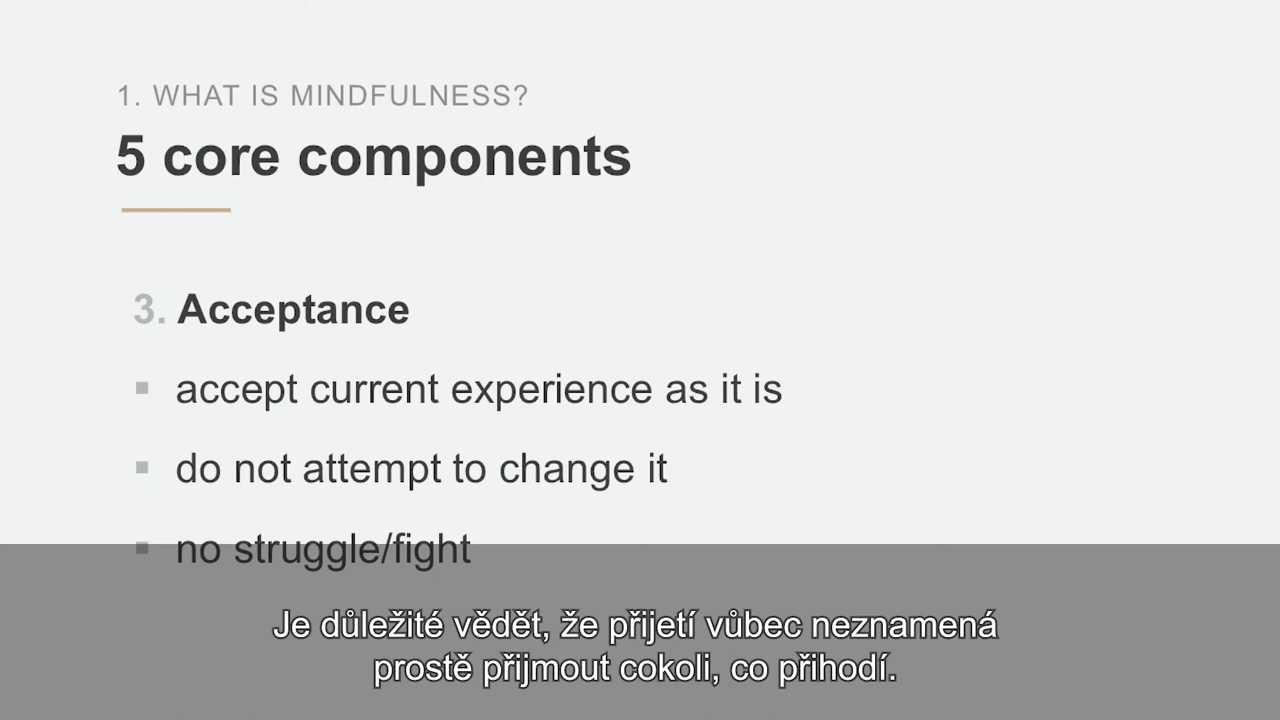 1. WHAT IS MINDFULNESS?
5 core components
3. Acceptance
▪ accept current experience as it is
▪ do not attempt to change it
▪ no struggle/fight
Je důležité vědět, že přijetí vůbec neznamená
prostě přijmout cokoli, co přihodí.